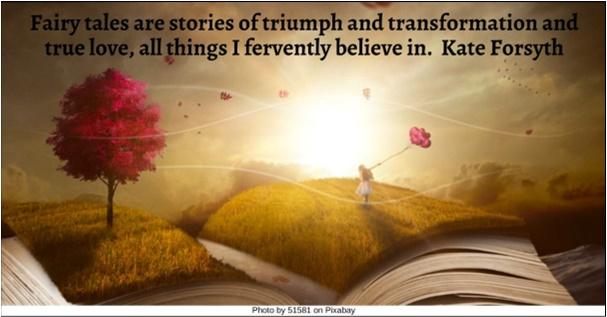 Fairy tales are stories of triumph and transformation and
true love, all things I fervently believe in.  Kate Forsyth
Photo by 51581 on Pixabay